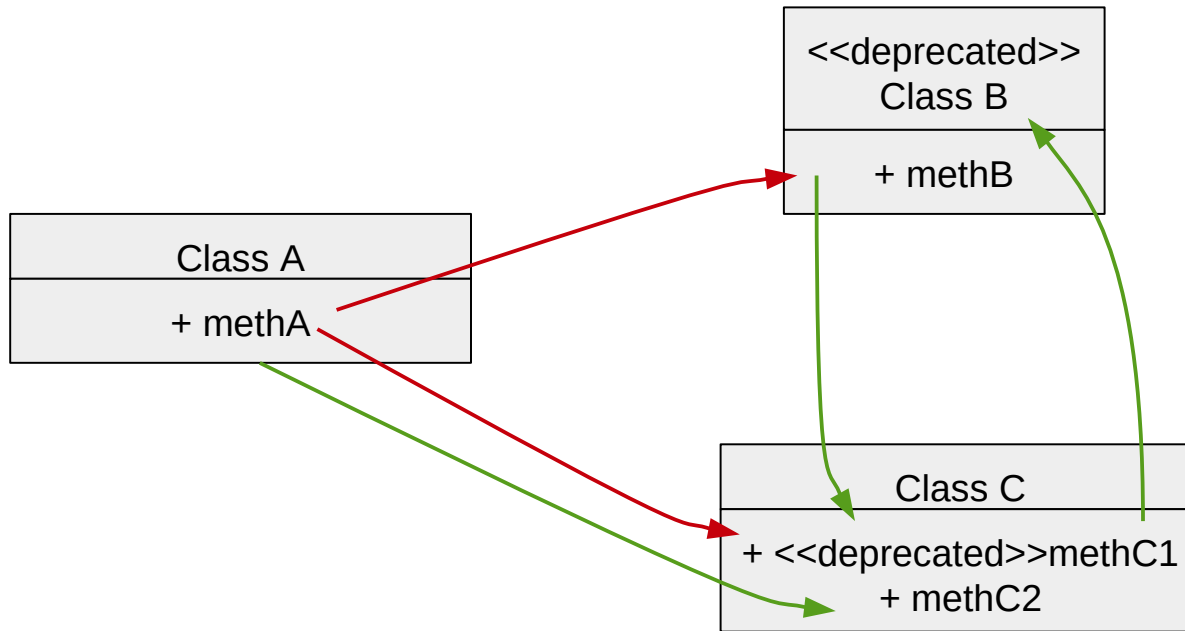 <<deprecated>>
Class B
+ methB
Class A
+ methA
Class C
+ <<deprecated>>methC1
+ methC2